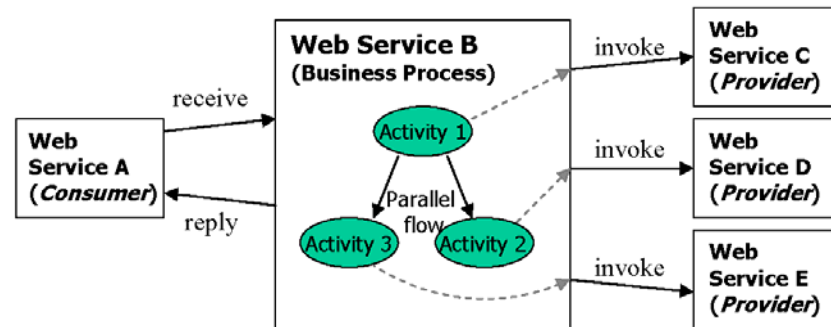 Web
Service A
(Consumer)
receive
reply
Web Service B
(Business Process)
Activity 1
Parallel
flow
Activity 3
Activity 2
invoke
Web
Service C
(Provider)
invoke
Web
Service D
(Provider)
invoke
Web
Service E
(Provider)